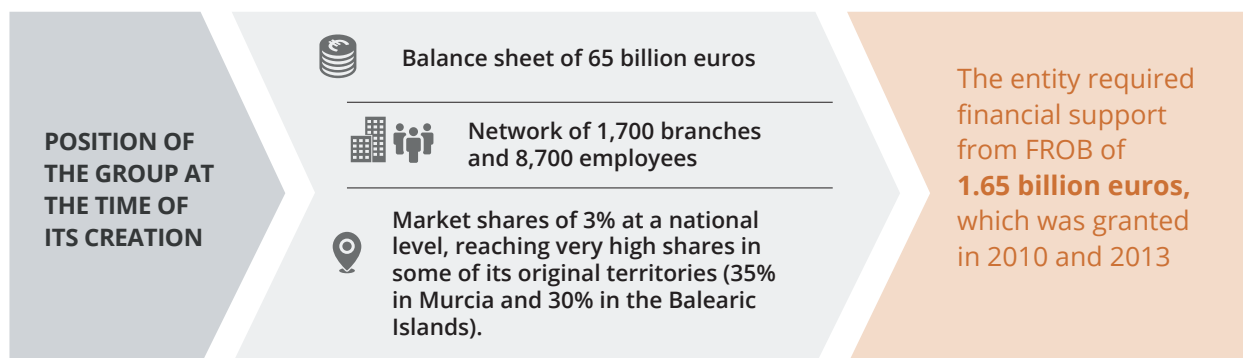 POSITION OF
THE GROUP AT
THE TIME OF
ITS CREATION
Balance sheet of 65 billion euros
Network of 1,700 branches
and 8,700 employees
Market shares of 3% at a national
level, reaching very high shares in
some of its original territories (35%
in Murcia and 30% in the Balearic
Islands).
The entity required
financial support
from FROB of
1.65 billion euros,
which was granted
in 2010 and 2013